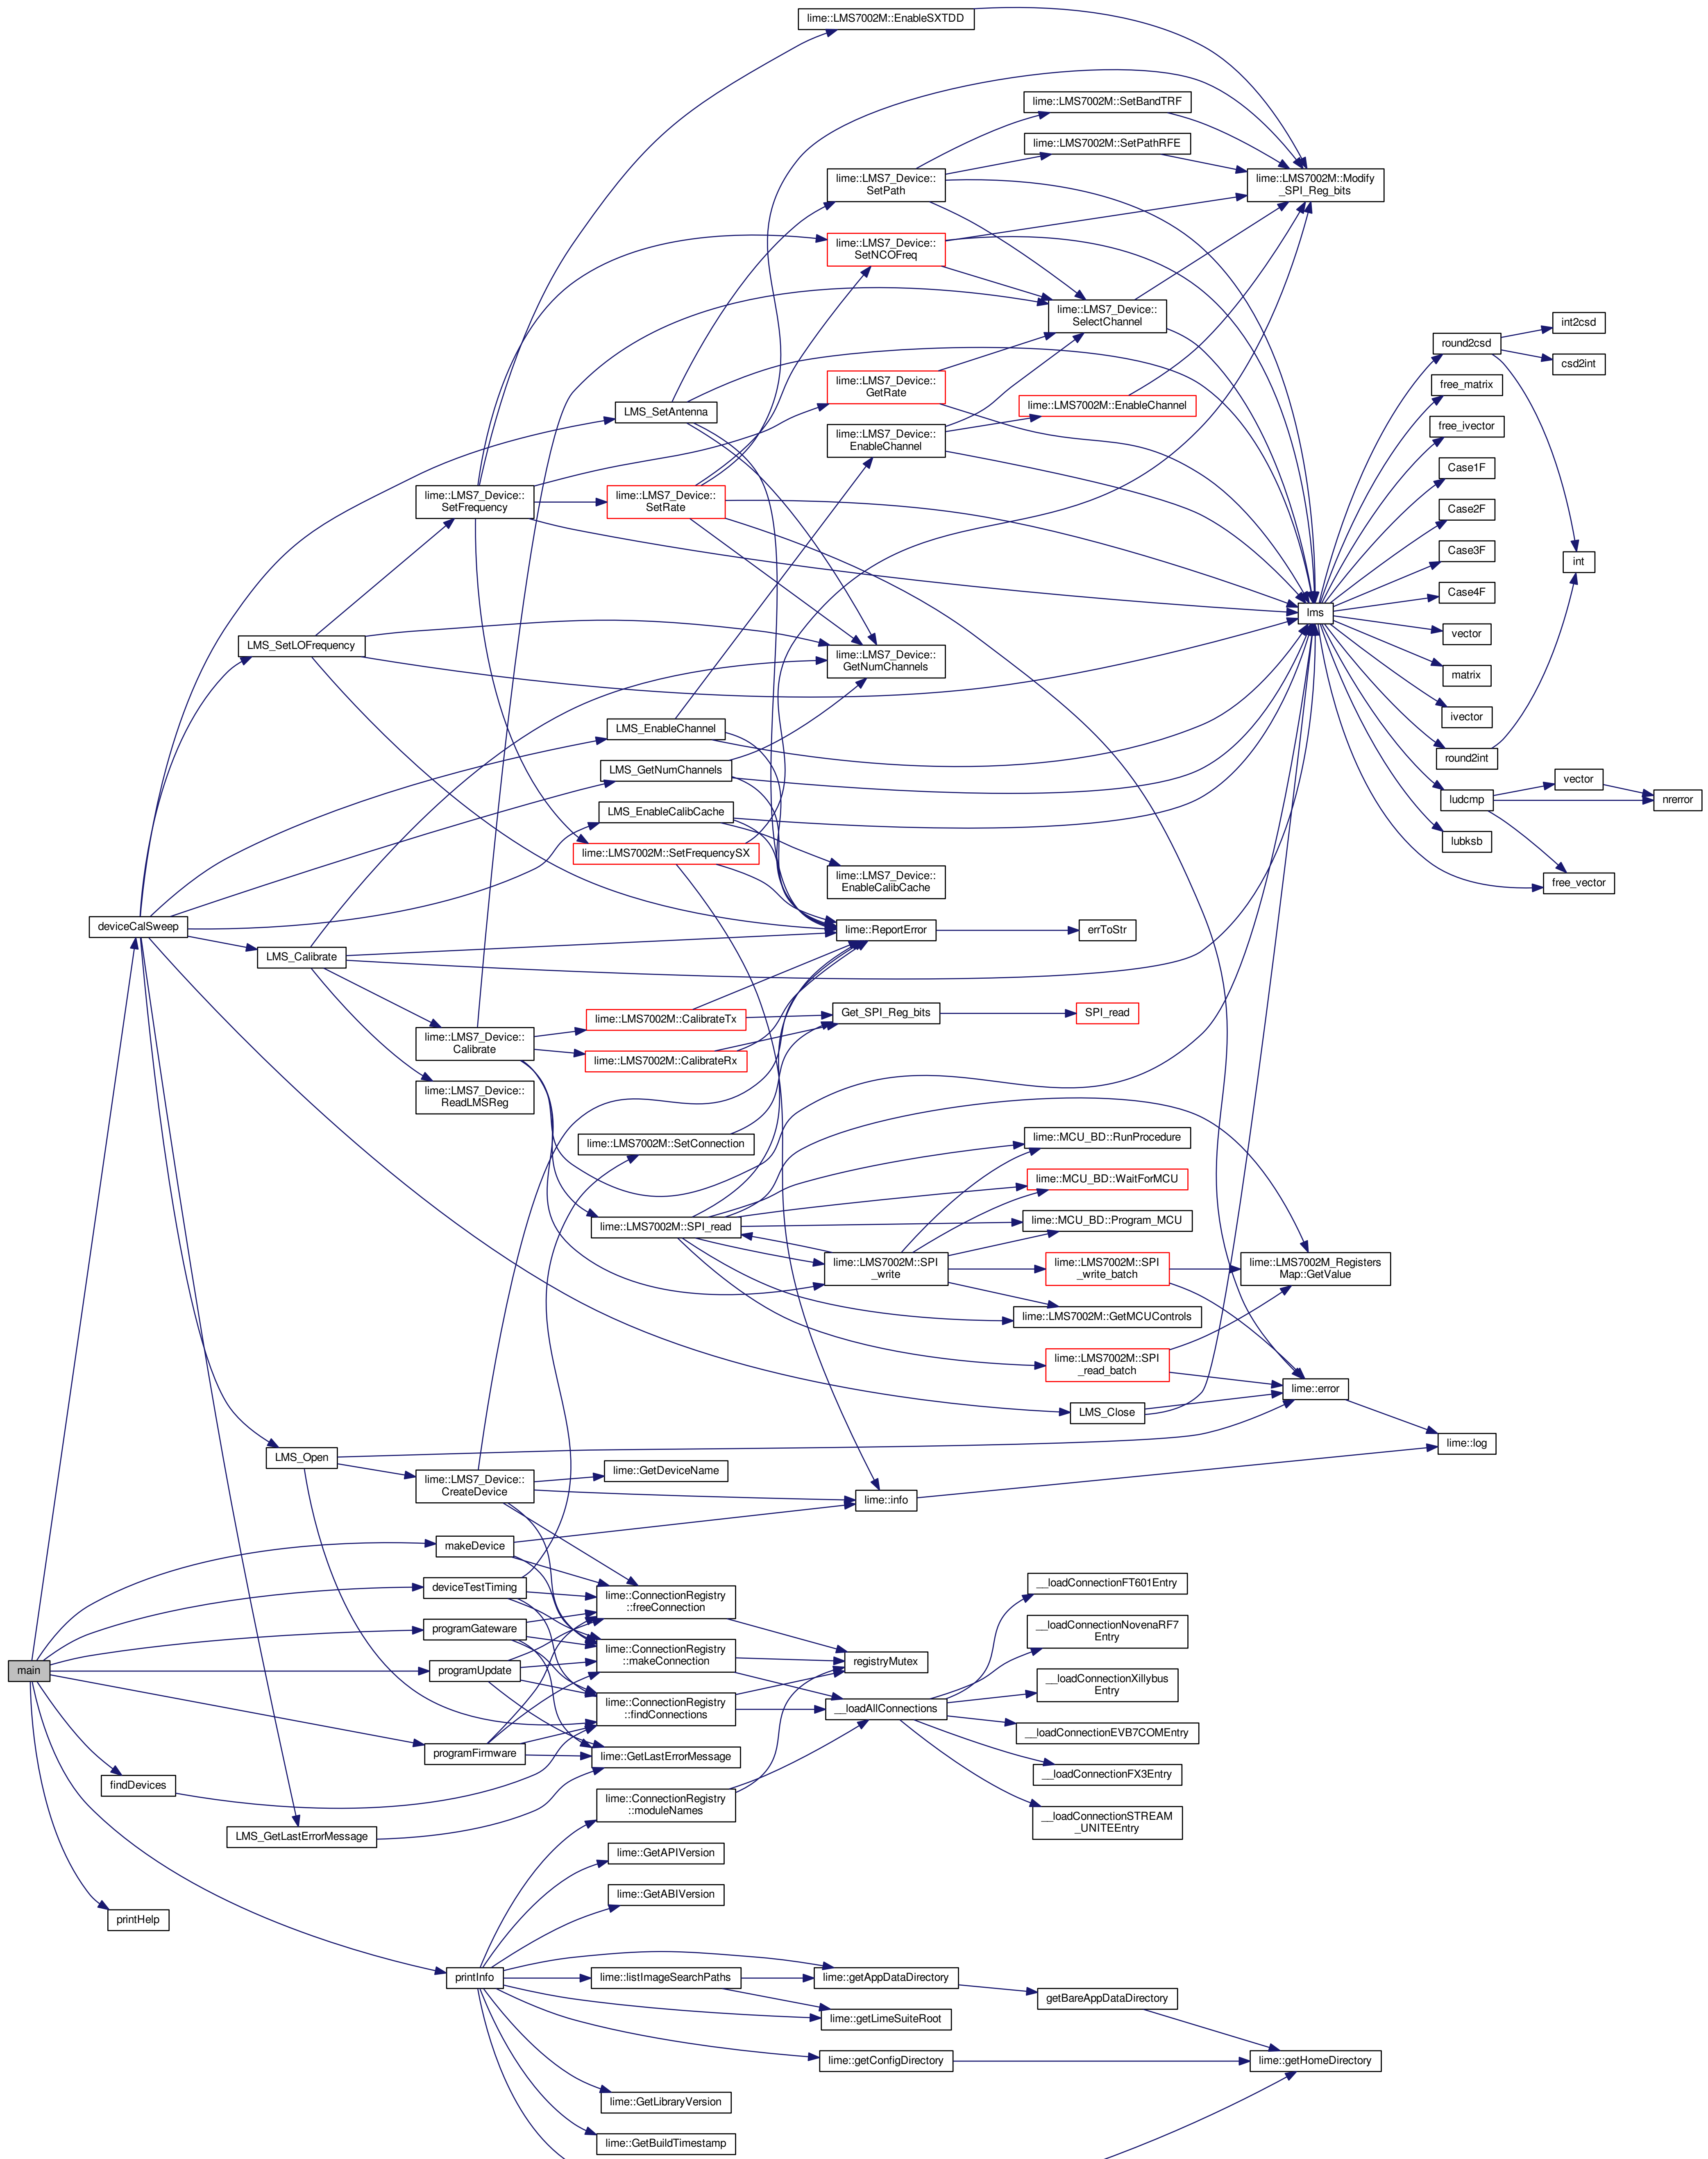 lime::LMS7002M::EnableSXTDD
lime::LMS7002M::SetBandTRF
lime::LMS7002M::SetPathRFE
lime::LMS7_Device::
SetPath
lime::LMS7002M::Modify
_SPI_Reg_bits
lime::LMS7_Device::
SetNCOFreq
lime::LMS7_Device::
SelectChannel
int2csd
round2csd
csd2int
lime::LMS7_Device::
GetRate
free_matrix
lime::LMS7002M::EnableChannel
LMS_SetAntenna
free_ivector
lime::LMS7_Device::
EnableChannel
Case1F
lime::LMS7_Device::
SetFrequency
lime::LMS7_Device::
SetRate
Case2F
Case3F
int
Case4F
lms
vector
LMS_SetLOFrequency
lime::LMS7_Device::
GetNumChannels
matrix
ivector
LMS_EnableChannel
round2int
LMS_GetNumChannels
vector
ludcmp
nrerror
LMS_EnableCalibCache
lubksb
lime::LMS7002M::SetFrequencySX
lime::LMS7_Device::
EnableCalibCache
free_vector
deviceCalSweep
lime::ReportError
errToStr
LMS_Calibrate
Get_SPI_Reg_bits
SPI_read
lime::LMS7002M::CalibrateTx
lime::LMS7_Device::
Calibrate
lime::LMS7002M::CalibrateRx
lime::LMS7_Device::
ReadLMSReg
lime::MCU_BD::RunProcedure
lime::LMS7002M::SetConnection
lime::MCU_BD::WaitForMCU
lime::MCU_BD::Program_MCU
lime::LMS7002M::SPI_read
lime::LMS7002M::SPI
_write
lime::LMS7002M::SPI
_write_batch
lime::LMS7002M_Registers
Map::GetValue
lime::LMS7002M::GetMCUControls
lime::LMS7002M::SPI
_read_batch
lime::error
LMS_Close
lime::log
LMS_Open
lime::GetDeviceName
lime::LMS7_Device::
CreateDevice
lime::info
makeDevice
deviceTestTiming
__loadConnectionFT601Entry
lime::ConnectionRegistry
::freeConnection
programGateware
__loadConnectionNovenaRF7
Entry
lime::ConnectionRegistry
::makeConnection
registryMutex
main
programUpdate
__loadConnectionXillybus
Entry
lime::ConnectionRegistry
::findConnections
__loadAllConnections
__loadConnectionEVB7COMEntry
programFirmware
lime::GetLastErrorMessage
__loadConnectionFX3Entry
findDevices
lime::ConnectionRegistry
::moduleNames
__loadConnectionSTREAM
_UNITEEntry
LMS_GetLastErrorMessage
lime::GetAPIVersion
lime::GetABIVersion
printHelp
printInfo
lime::listImageSearchPaths
lime::getAppDataDirectory
getBareAppDataDirectory
lime::getLimeSuiteRoot
lime::getConfigDirectory
lime::getHomeDirectory
lime::GetLibraryVersion
lime::GetBuildTimestamp